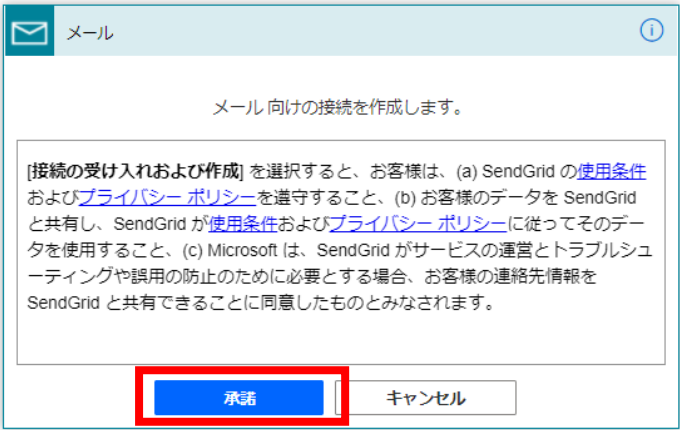 メール
メール 向けの接続を作成します。
[接続の受け入れおよび作成] を選択すると、お客様は、(a) SendGrid の使用条件
およびプライバシー ポリシーを遵守すること、(b) お客様のデータを SendGrid
と共有し、SendGrid が使用条件およびプライバシー ポリシーに従ってそのデー
タを使用すること、(c) Microsoft は、SendGrid がサービスの運営とトラブルシュ
ーティングや誤用の防止のために必要とする場合、お客様の連絡先情報を
SendGrid と共有できることに同意したものとみなされます。
承諾
キャンセル